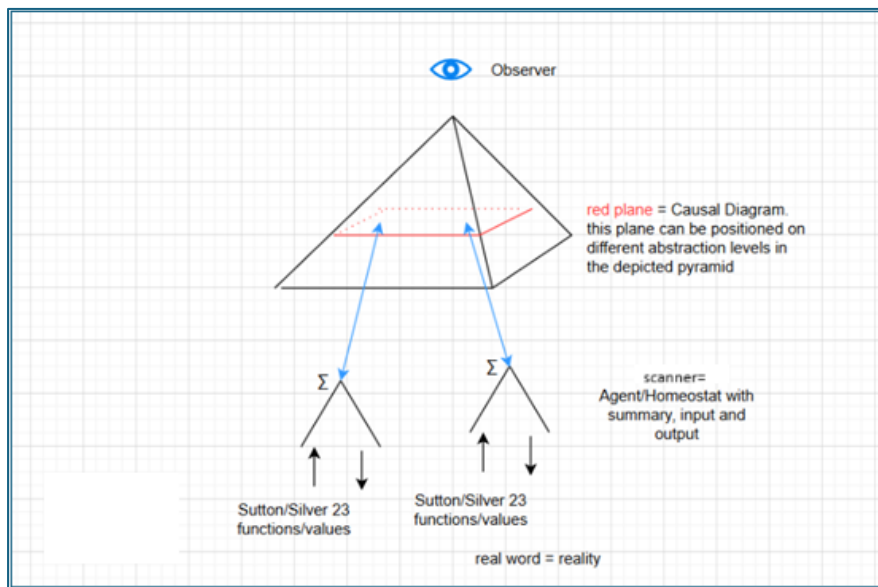 Observer
red plane = Causal Diagram.
this plane can be positioned on
different abstraction levels in
the depicted pyramid
Σ
Σ
scanner=
Agent/Homeostat with
summary, input and
output
Sutton/Silver 23
functions/values
Sutton/Silver 23
functions/values
real word = reality